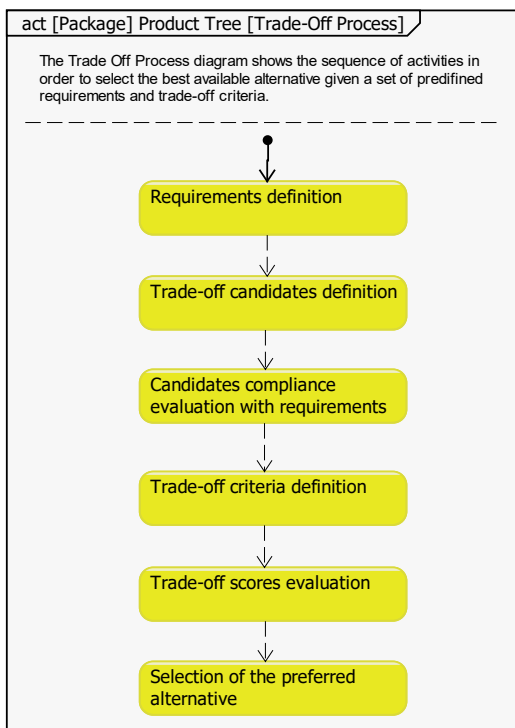 act [Package] Product Tree [Trade-Off Process]
The Trade Off Process diagram shows the sequence of activities in
order to select the best available alternative given a set of predifined
requirements and trade-off criteria.
Requirements definition
Trade-off candidates definition
Candidates compliance
evaluation with requirements
Trade-off criteria definition
Trade-off scores evaluation
Selection of the preferred
alternative